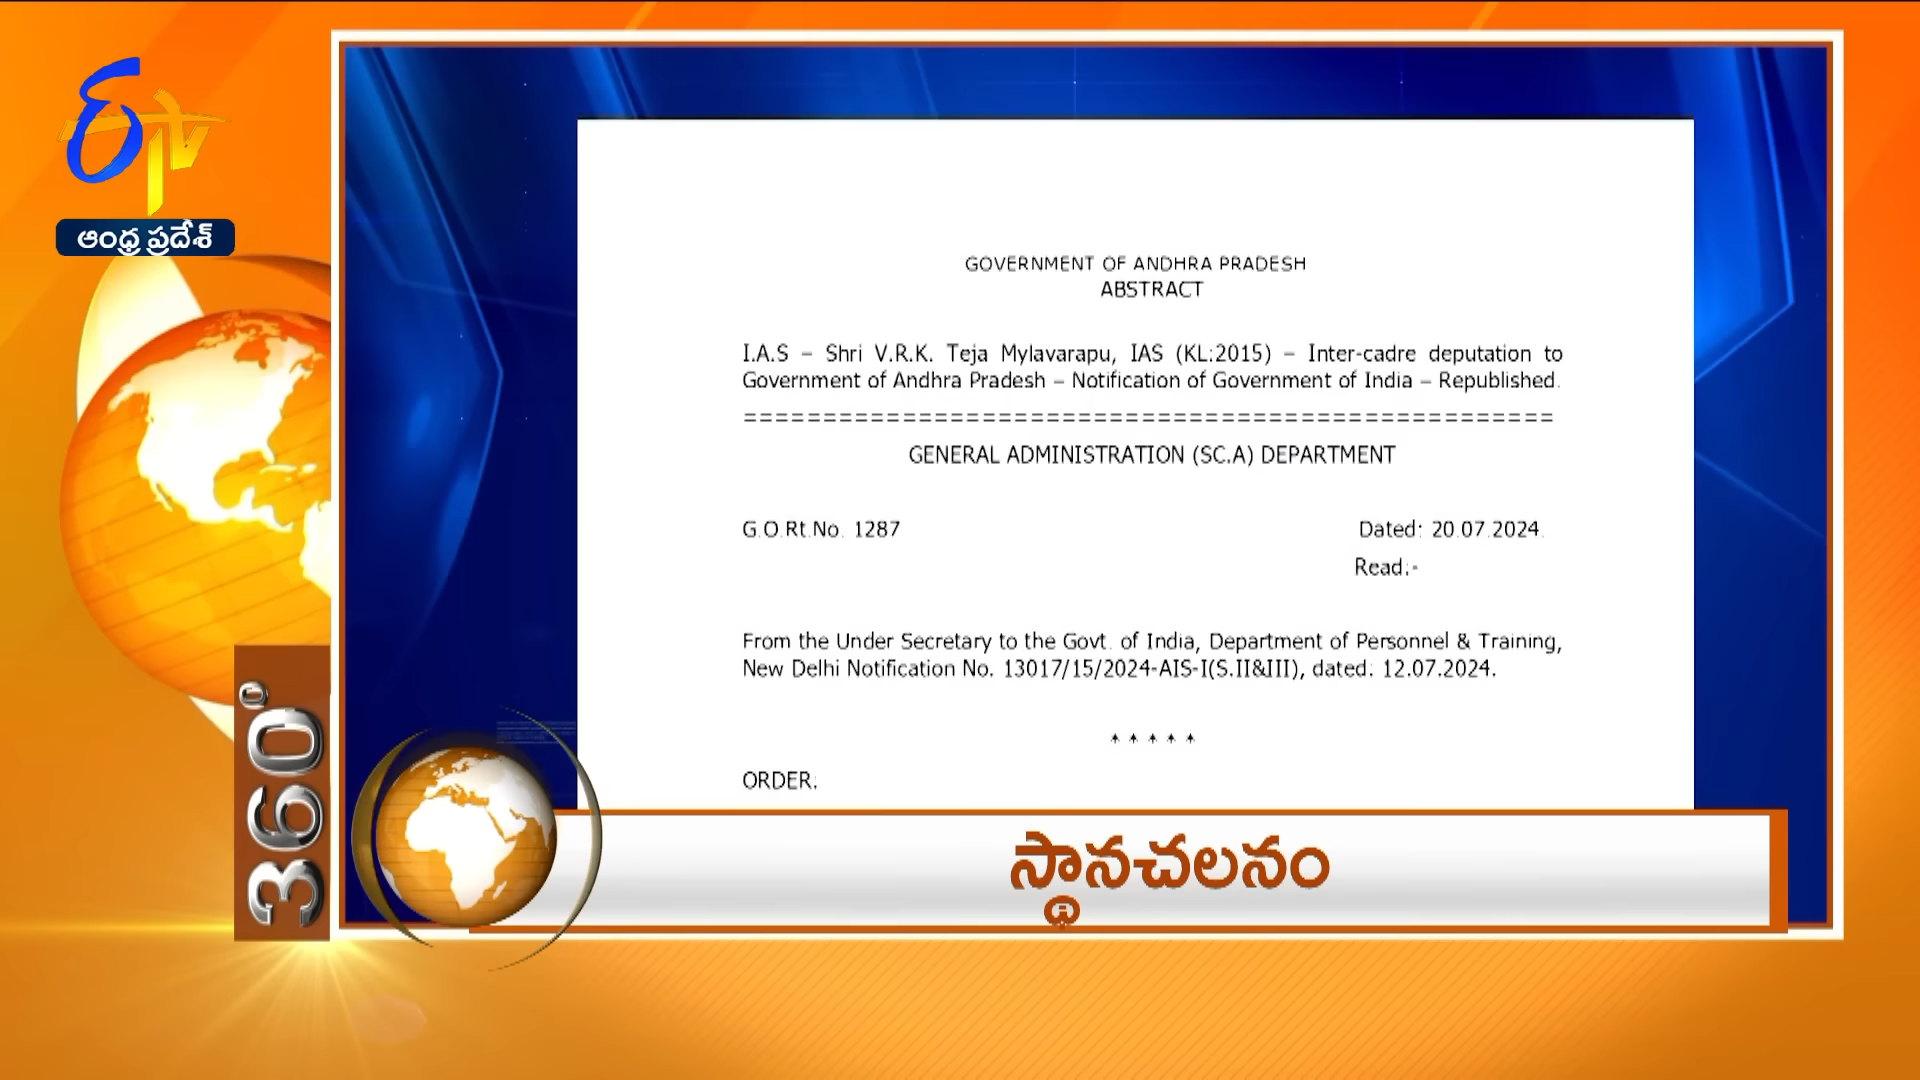 ETV
ఆంధ్ర ప్రదేశ్
GOVERNMENT OF ANDHRA PRADESH
ABSTRACT
I.A.S – Shri V.R.K. Teja Mylavarapu, IAS (KL:2015) – Inter-cadre deputation to
Government of Andhra Pradesh – Notification of Government of India – Republished.
===================================================
GENERAL ADMINISTRATION (SC.A) DEPARTMENT
G.O.Rt.No. 1287 Dated: 20.07.2024.
Read:-
From the Under Secretary to the Govt. of India, Department of Personnel & Training,
New Delhi Notification No. 13017/15/2024-AIS-I(S.II&III), dated: 12.07.2024.
* * * * *
ORDER:
360°
స్థానచలనం